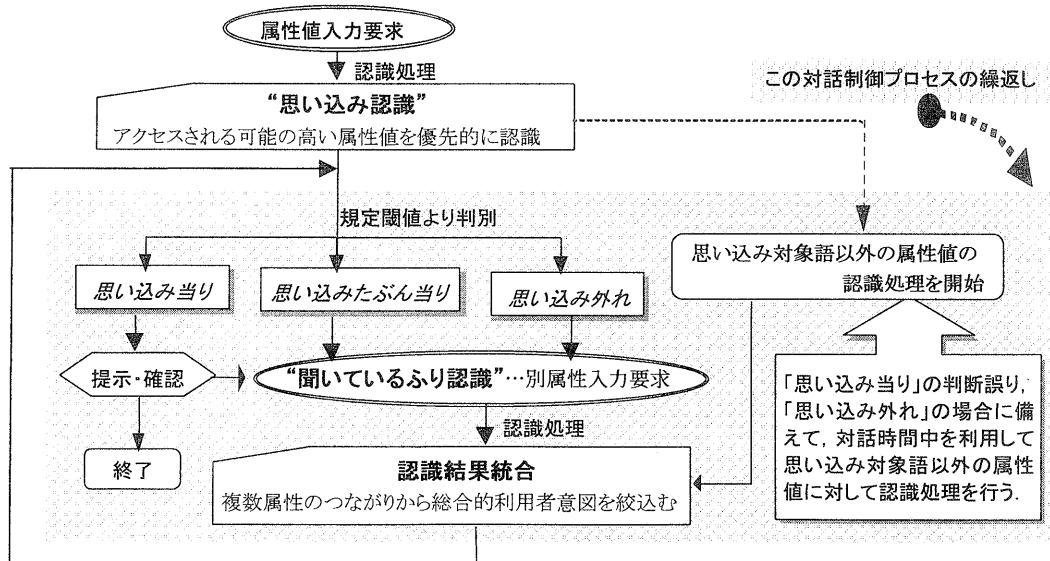 属性値入力要求
認識処理
この対話制御プロセスの繰返し
“思い込み認識”
アクセスされる可能の高い属性値を優先的に認識
規定閾値より判別
思い込み当り
思い込みたぶん当り
思い込み外れ
思い込み対象語以外の属性値の
認識処理を開始
提示・確認
“聞いているふり認識”…別属性入力要求
「思い込み当り」の判断誤り,
「思い込み外れ」の場合に備
えて, 対話時間中を利用して
思い込み対象語以外の属性
値に対して認識処理を行う.
認識処理
終了
認識結果統合
複数属性のつながりから総合的利用者意図を絞込む